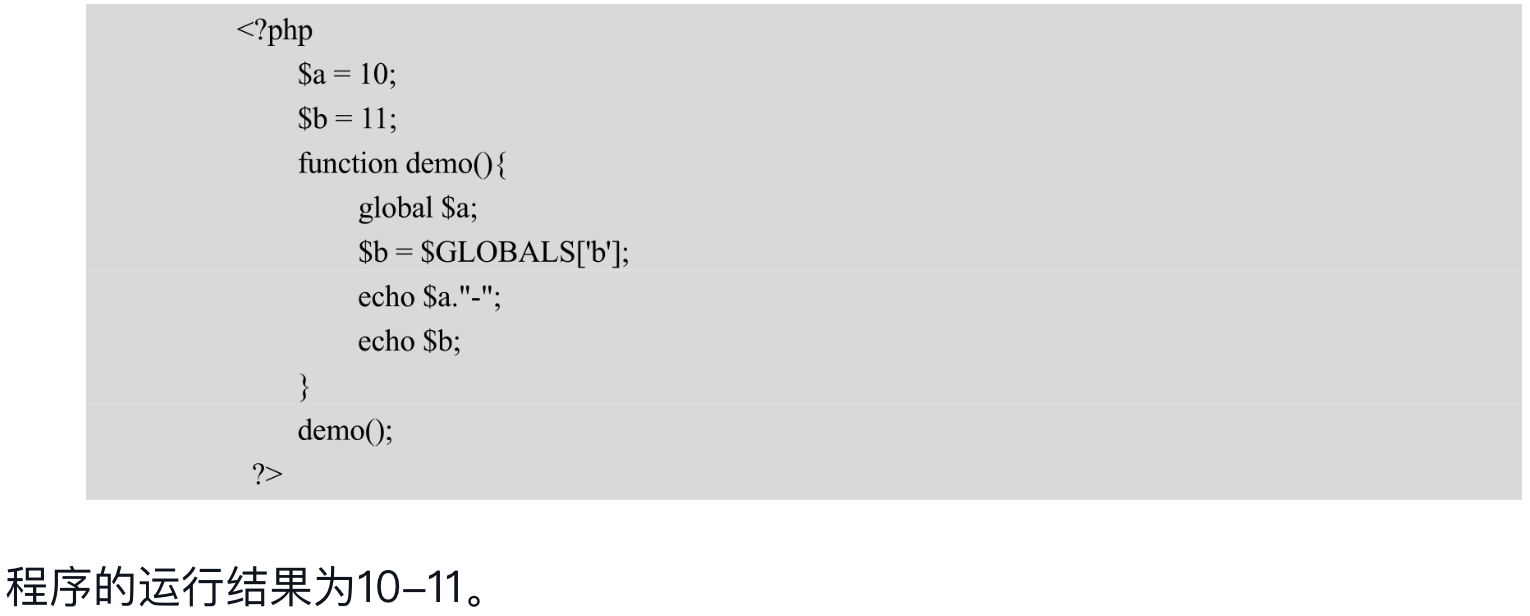 <?php
$a = 10;
$b = 11;
function demo(){
global $a;
$b = $GLOBALS['b'];
echo $a."-";
echo $b;
}
demo();
?>
程序的运行结果为10–11。